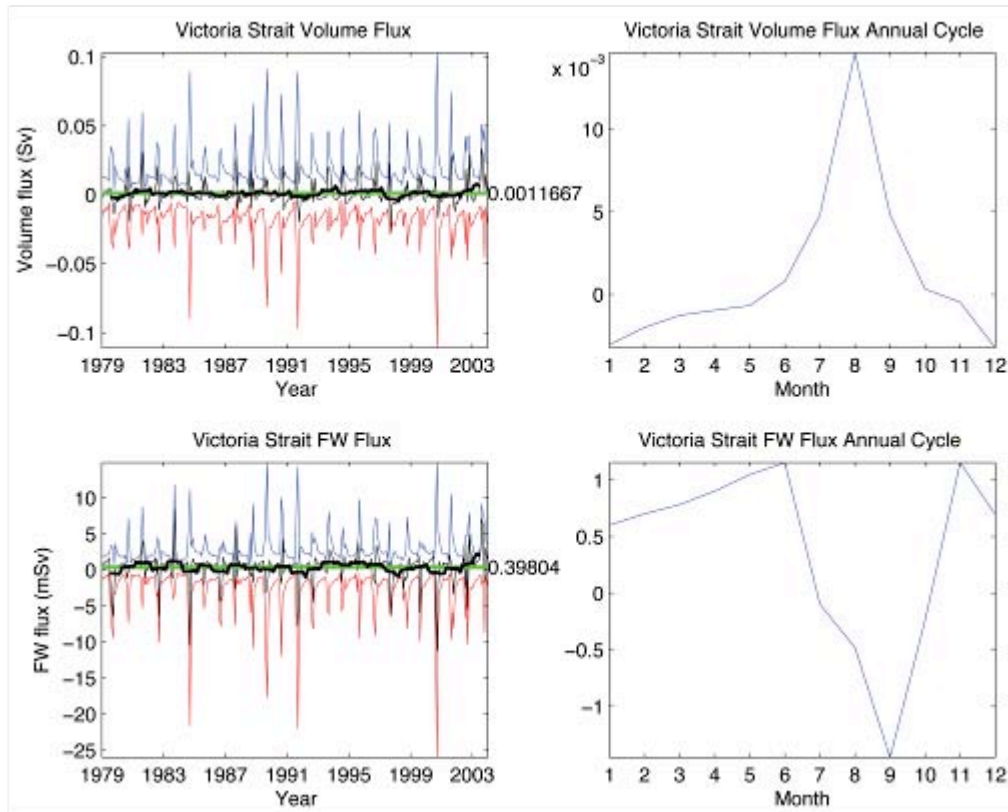 Victoria Strait Volume Flux
0.1
0.05
0
−0.05
−0.1
Volume flux (Sv)
0.0011667
1979 1983 1987 1991 1995 1999 2003
Year
Victoria Strait Volume Flux Annual Cycle
x 10⁻³
10
5
0
1 2 3 4 5 6 7 8 9 10 11 12
Month
Victoria Strait FW Flux
10
5
0
−5
−10
−15
−20
−25
FW flux (mSv)
0.39804
1979 1983 1987 1991 1995 1999 2003
Year
Victoria Strait FW Flux Annual Cycle
1
0.5
0
−0.5
−1
1 2 3 4 5 6 7 8 9 10 11 12
Month